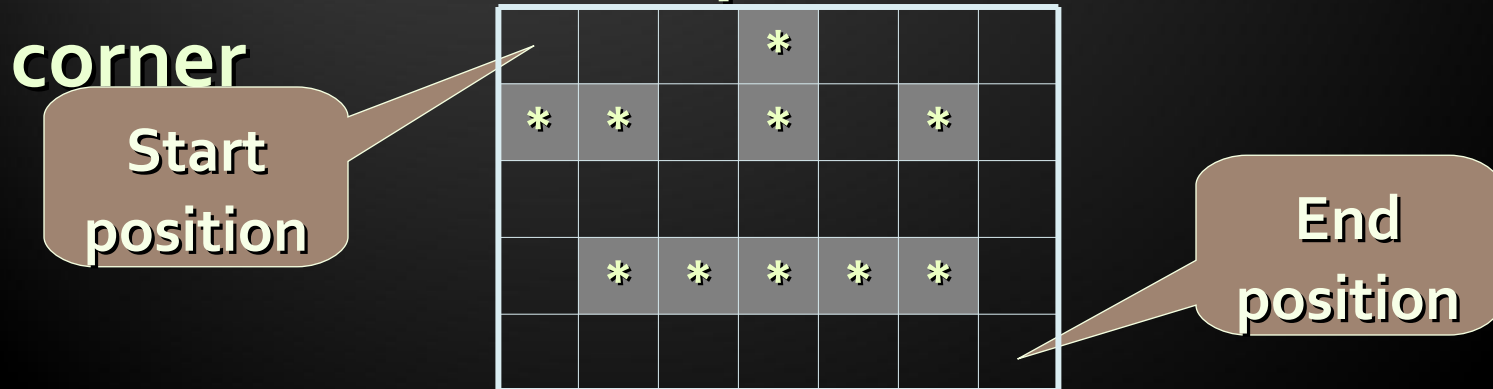 corner
Start
position
*
* * * *
* * * * *
End
position